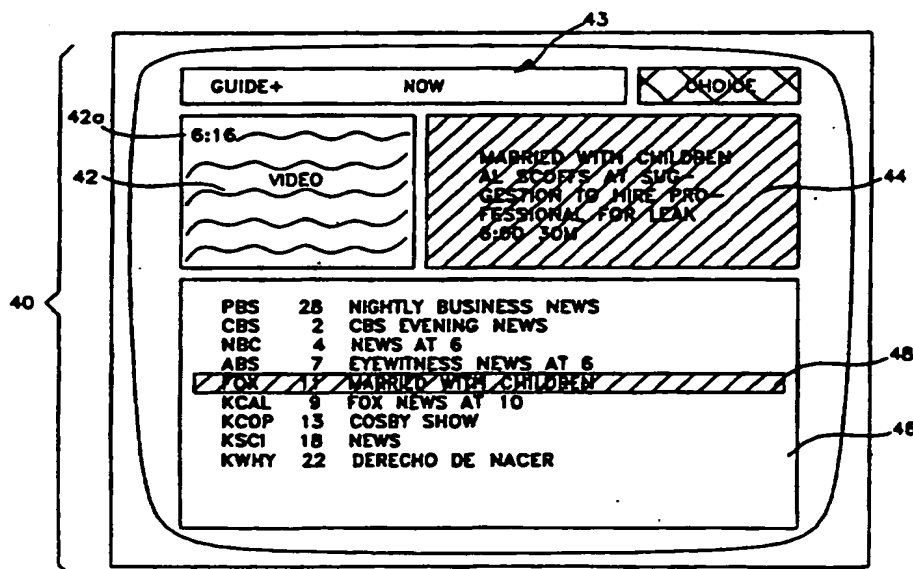 43
GUIDE+ NOW CHOICE
42a
6:16
42
VIDEO
MARRIED WITH CHILDREN
AL SCOFFS AT SUG-
GESTION TO HIRE PRO-
FESSIONAL FOR LEAK
6:00 30M
44
40
PBS 28 NIGHTLY BUSINESS NEWS
CBS 2 CBS EVENING NEWS
NBC 4 NEWS AT 6
ABS 7 EYEWITNESS NEWS AT 6
FOX 11 MARRIED WITH CHILDREN
48
KCAL 9 FOX NEWS AT 10
KCOP 13 COSBY SHOW
KSCI 18 NEWS
46
KWHY 22 DERECHO DE NACER